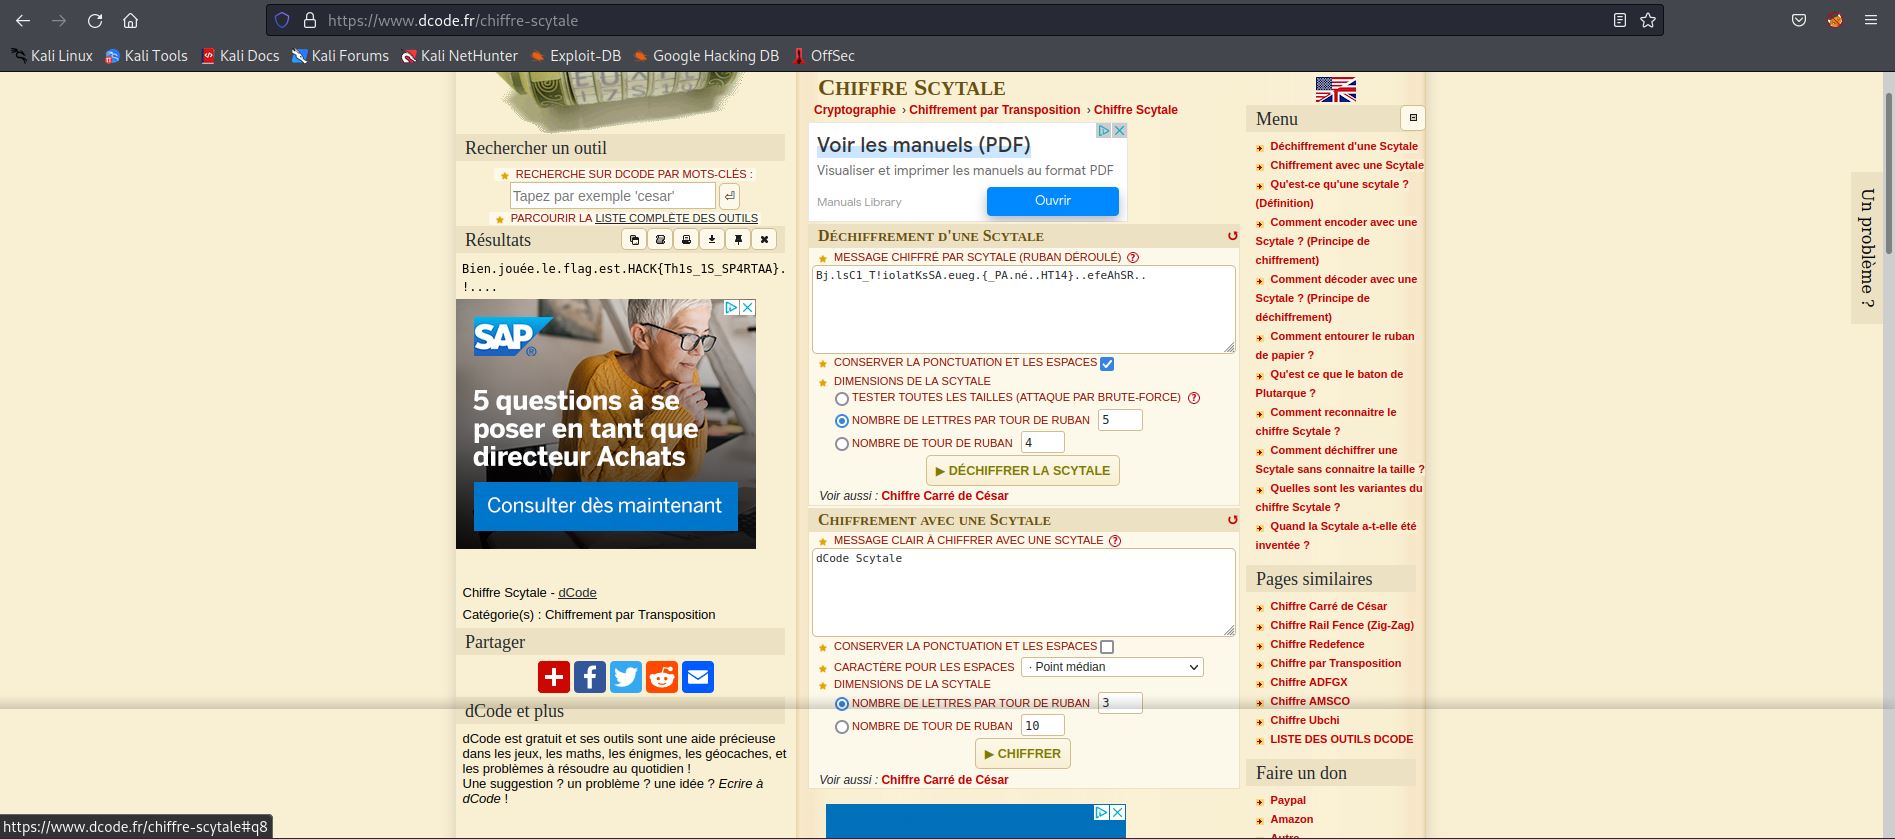 https://www.dcode.fr/chiffre-scytale
Kali Linux Kali Tools Kali Docs Kali Forums Kali NetHunter Exploit-DB Google Hacking DB OffSec
Rechercher un outil
RECHERCHE SUR DCODE PAR MOTS-CLÉS :
Tapez par exemple 'cesar'
PARCOURIR LA LISTE COMPLÈTE DES OUTILS
Résultats
Bien.jouée.le.flag.est.HACK{Th1s_1S_SP4RTAA}.
!....
SAP
5 questions à se
poser en tant que
directeur Achats
Consulter dès maintenant
Chiffre Scytale - dCode
Catégorie(s) : Chiffrement par Transposition
Partager
dCode et plus
dCode est gratuit et ses outils sont une aide précieuse
dans les jeux, les maths, les énigmes, les géocaches, et
les problèmes à résoudre au quotidien !
Une suggestion ? un problème ? une idée ? Ecrire à
dCode !
https://www.dcode.fr/chiffre-scytale#q8
CHIFFRE SCYTALE
Cryptographie › Chiffrement par Transposition › Chiffre Scytale
Voir les manuels (PDF)
Visualiser et imprimer les manuels au format PDF
Manuals Library
Ouvrir
DÉCHIFFREMENT D'UNE SCYTALE
MESSAGE CHIFFRÉ PAR SCYTALE (RUBAN DÉROULÉ) ?
Bj.lsC1_T!iolatKsSA.eueg.{_PA.né..HT14}..efeAhSR..
CONSERVER LA PONCTUATION ET LES ESPACES
DIMENSIONS DE LA SCYTALE
TESTER TOUTES LES TAILLES (ATTAQUE PAR BRUTE-FORCE) ?
NOMBRE DE LETTRES PAR TOUR DE RUBAN 5
NOMBRE DE TOUR DE RUBAN 4
► DÉCHIFFRER LA SCYTALE
Voir aussi : Chiffre Carré de César
CHIFFREMENT AVEC UNE SCYTALE
MESSAGE CLAIR À CHIFFRER AVEC UNE SCYTALE ?
dCode Scytale
CONSERVER LA PONCTUATION ET LES ESPACES
CARACTÈRE POUR LES ESPACES · Point médian
DIMENSIONS DE LA SCYTALE
NOMBRE DE LETTRES PAR TOUR DE RUBAN 3
NOMBRE DE TOUR DE RUBAN 10
► CHIFFRER
Voir aussi : Chiffre Carré de César
Menu
Déchiffrement d'une Scytale
Chiffrement avec une Scytale
Qu'est-ce qu'une scytale ?
(Définition)
Comment encoder avec une
Scytale ? (Principe de
chiffrement)
Comment décoder avec une
Scytale ? (Principe de
déchiffrement)
Comment entourer le ruban
de papier ?
Qu'est ce que le baton de
Plutarque ?
Comment reconnaitre le
chiffre Scytale ?
Comment déchiffrer une
Scytale sans connaitre la taille ?
Quelles sont les variantes du
chiffre Scytale ?
Quand la Scytale a-t-elle été
inventée ?
Pages similaires
Chiffre Carré de César
Chiffre Rail Fence (Zig-Zag)
Chiffre Redefence
Chiffre par Transposition
Chiffre ADFGX
Chiffre AMSCO
Chiffre Ubchi
LISTE DES OUTILS DCODE
Faire un don
Paypal
Amazon
Autre
Un problème ?